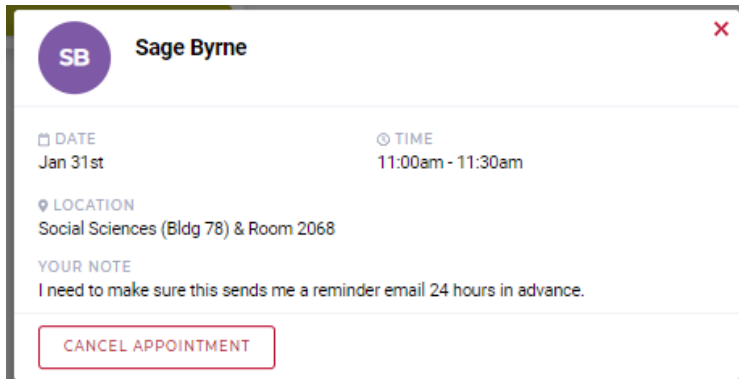 SB
Sage Byrne
DATE
Jan 31st
TIME
11:00am - 11:30am
LOCATION
Social Sciences (Bldg 78) & Room 2068
YOUR NOTE
I need to make sure this sends me a reminder email 24 hours in advance.
CANCEL APPOINTMENT